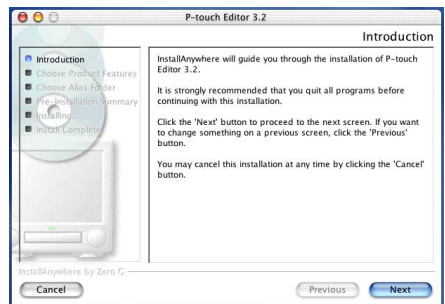 P-touch Editor 3.2
Introduction
Introduction
Choose Product Features
Choose Alias Folder
Pre-Installation Summary
Installing...
Install Complete
InstallAnywhere will guide you through the installation of P-touch
Editor 3.2.
It is strongly recommended that you quit all programs before
continuing with this installation.
Click the 'Next' button to proceed to the next screen. If you want
to change something on a previous screen, click the 'Previous'
button.
You may cancel this installation at any time by clicking the 'Cancel'
button.
InstallAnywhere by Zero G
Cancel
Previous
Next